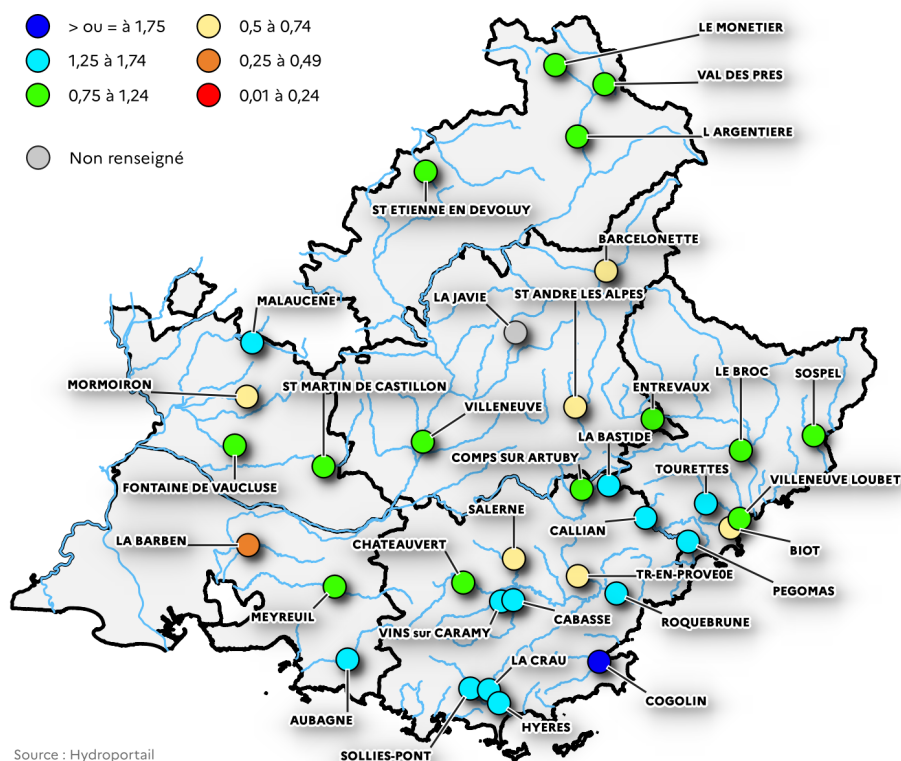 > ou = à 1,75
0,5 à 0,74
1,25 à 1,74
0,25 à 0,49
0,75 à 1,24
0,01 à 0,24
Non renseigné
LE MONETIER
VAL DES PRES
L ARGENTIERE
ST ETIENNE EN DEVOLUY
BARCELONETTE
ST ANDRE LES ALPES
LA JAVIE
MALAUCENE
MORMOIRON
ST MARTIN DE CASTILLON
VILLENEUVE
ENTREVAUX
LE BROC
SOSPEL
LA BASTIDE
COMPS SUR ARTUBY
TOURETTES
VILLENEUVE LOUBET
FONTAINE DE VAUCLUSE
SALERNE
CALLIAN
LA BARBEN
CHATEAUVERT
BIOT
TR-EN-PROVE0E
PEGOMAS
MEYREUIL
VINS sur CARAMY
CABASSE
ROQUEBRUNE
LA CRAU
COGOLIN
AUBAGNE
HYERES
SOLLIES-PONT
Source : Hydroportail